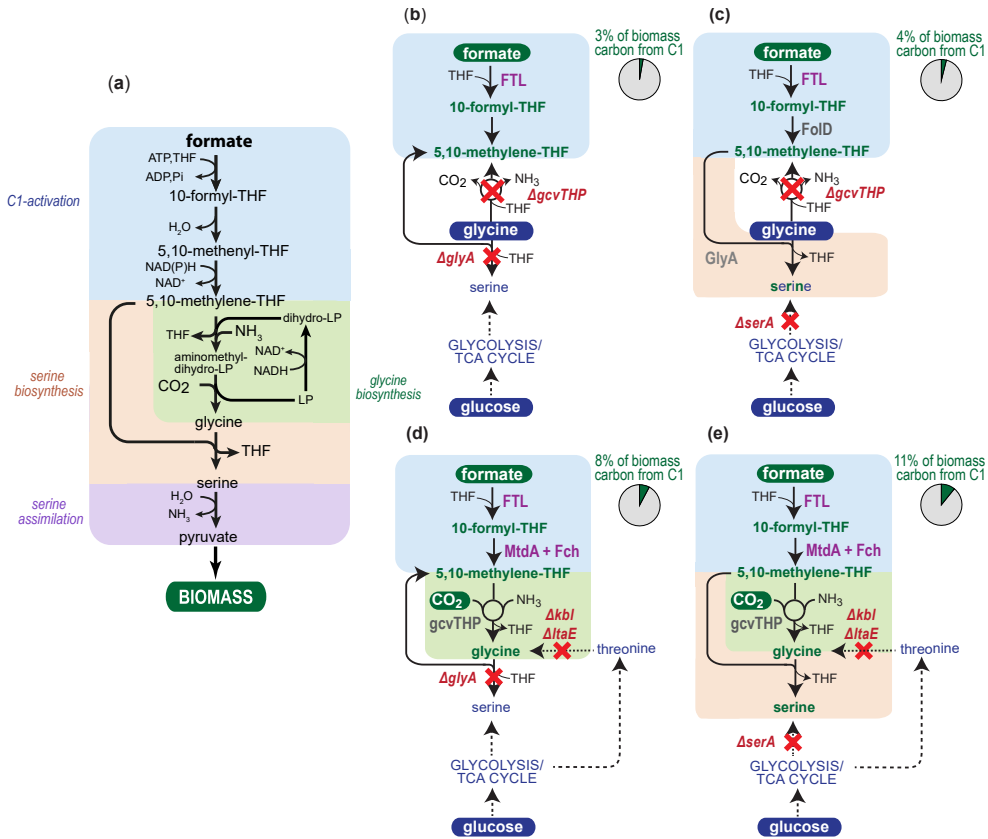 (a)
formate
ATP,THF
ADP,Pi
10-formyl-THF
C1-activation
H2O
5,10-methenyl-THF
NAD(P)H
NAD+
5,10-methylene-THF
dihydro-LP
THF
NH3
NAD+
aminomethyl-
dihydro-LP
NADH
serine
biosynthesis
glycine
biosynthesis
CO2
LP
glycine
THF
serine
serine
assimilation
H2O
NH3
pyruvate
BIOMASS
(b)
3% of biomass
carbon from C1
formate
THF
FTL
10-formyl-THF
5,10-methylene-THF
CO2
NH3
ΔgcvTHP
THF
glycine
ΔglyA
THF
serine
GLYCOLYSIS/
TCA CYCLE
glucose
(c)
4% of biomass
carbon from C1
formate
THF
FTL
10-formyl-THF
FolD
5,10-methylene-THF
CO2
NH3
ΔgcvTHP
THF
glycine
GlyA
THF
serine
ΔserA
GLYCOLYSIS/
TCA CYCLE
glucose
(d)
8% of biomass
carbon from C1
formate
THF
FTL
10-formyl-THF
MtdA + Fch
5,10-methylene-THF
CO2
NH3
gcvTHP
THF
Δkbl
ΔltaE
glycine
threonine
ΔglyA
THF
serine
GLYCOLYSIS/
TCA CYCLE
glucose
(e)
11% of biomass
carbon from C1
formate
THF
FTL
10-formyl-THF
MtdA + Fch
5,10-methylene-THF
CO2
NH3
gcvTHP
THF
Δkbl
ΔltaE
glycine
threonine
THF
serine
ΔserA
GLYCOLYSIS/
TCA CYCLE
glucose